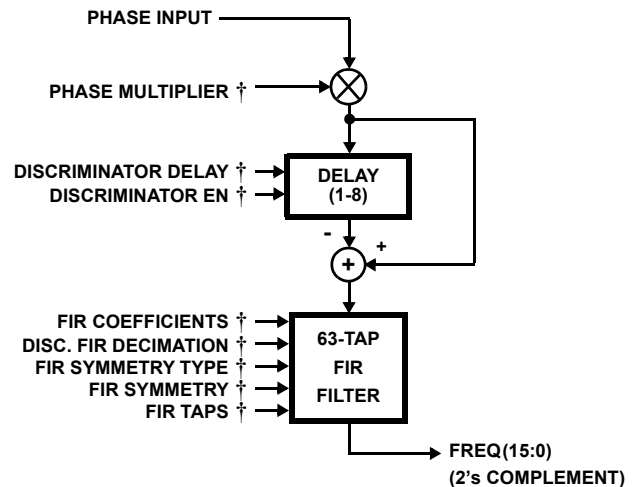 PHASE INPUT
PHASE MULTIPLIER †
DISCRIMINATOR DELAY †
DISCRIMINATOR EN †
DELAY
(1-8)
-
+
+
FIR COEFFICIENTS †
DISC. FIR DECIMATION †
FIR SYMMETRY TYPE †
FIR SYMMETRY †
FIR TAPS †
63-TAP
FIR
FILTER
FREQ(15:0)
(2's COMPLEMENT)